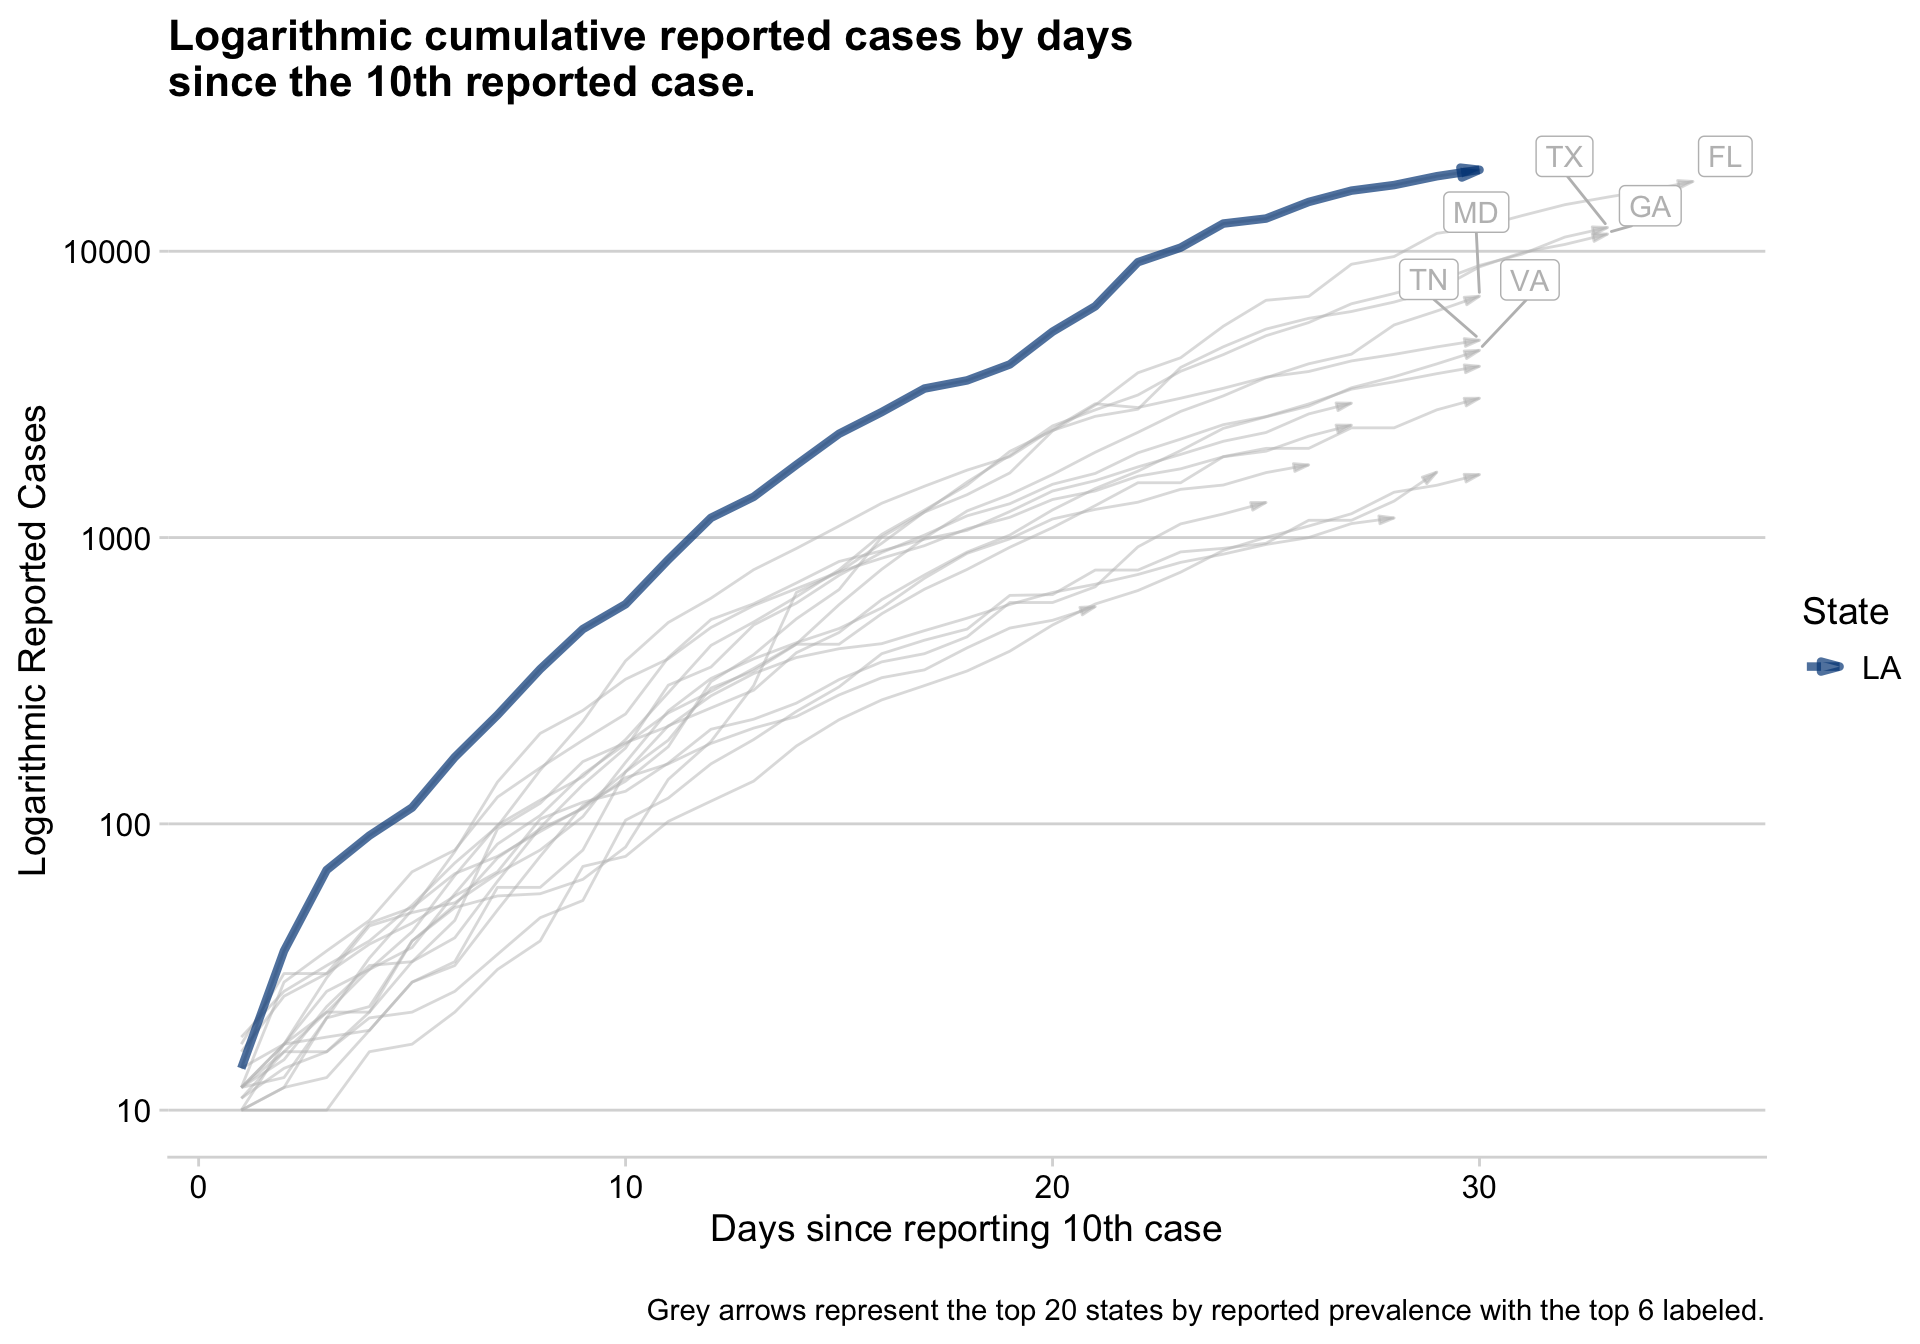 Logarithmic cumulative reported cases by days
since the 10th reported case.
TX
FL
MD
GA
TN
VA
10000
1000
100
10
Logarithmic Reported Cases
State
LA
0
10
20
30
Days since reporting 10th case
Grey arrows represent the top 20 states by reported prevalence with the top 6 labeled.